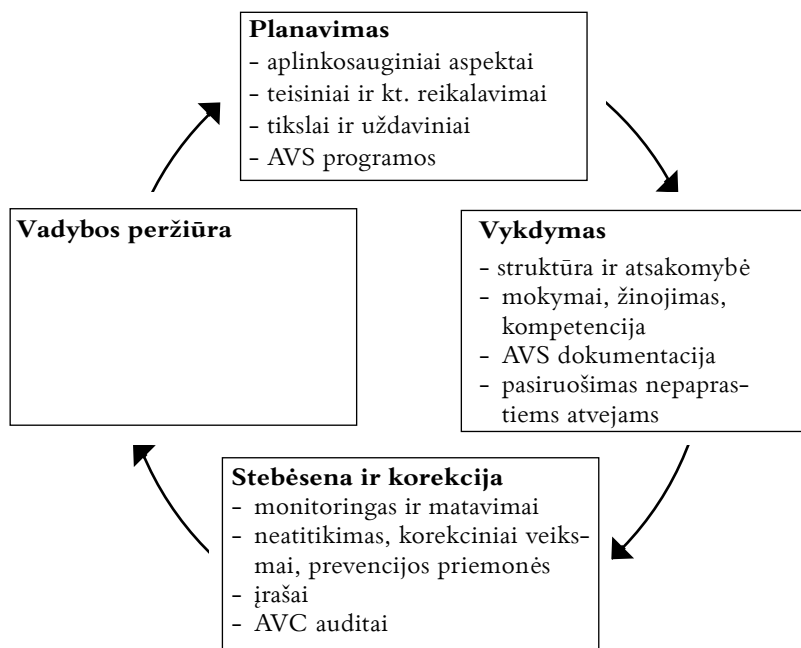 Planavimas
- aplinkosauginiai aspektai
- teisiniai ir kt. reikalavimai
- tikslai ir uždaviniai
- AVS programos
Vadybos peržiūra
Vykdymas
- struktūra ir atsakomybė
- mokymai, žinojimas,
kompetencija
- AVS dokumentacija
- pasiruošimas nepapras-
tiems atvejams
Stebėsena ir korekcija
- monitoringas ir matavimai
- neatitikimas, korekciniai veiks-
mai, prevencijos priemonės
- įrašai
- AVC auditai